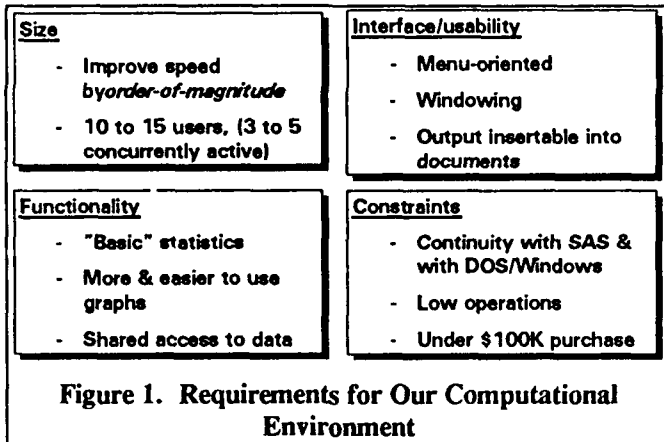 Size
- Improve speed
byorder-of-magnitude
- 10 to 15 users, (3 to 5
concurrently active)
Interface/usability
- Menu-oriented
- Windowing
- Output insertable into
documents
Functionality
- "Basic" statistics
- More & easier to use
graphs
- Shared access to data
Constraints
- Continuity with SAS &
with DOS/Windows
- Low operations
- Under $100K purchase
Figure 1. Requirements for Our Computational
Environment